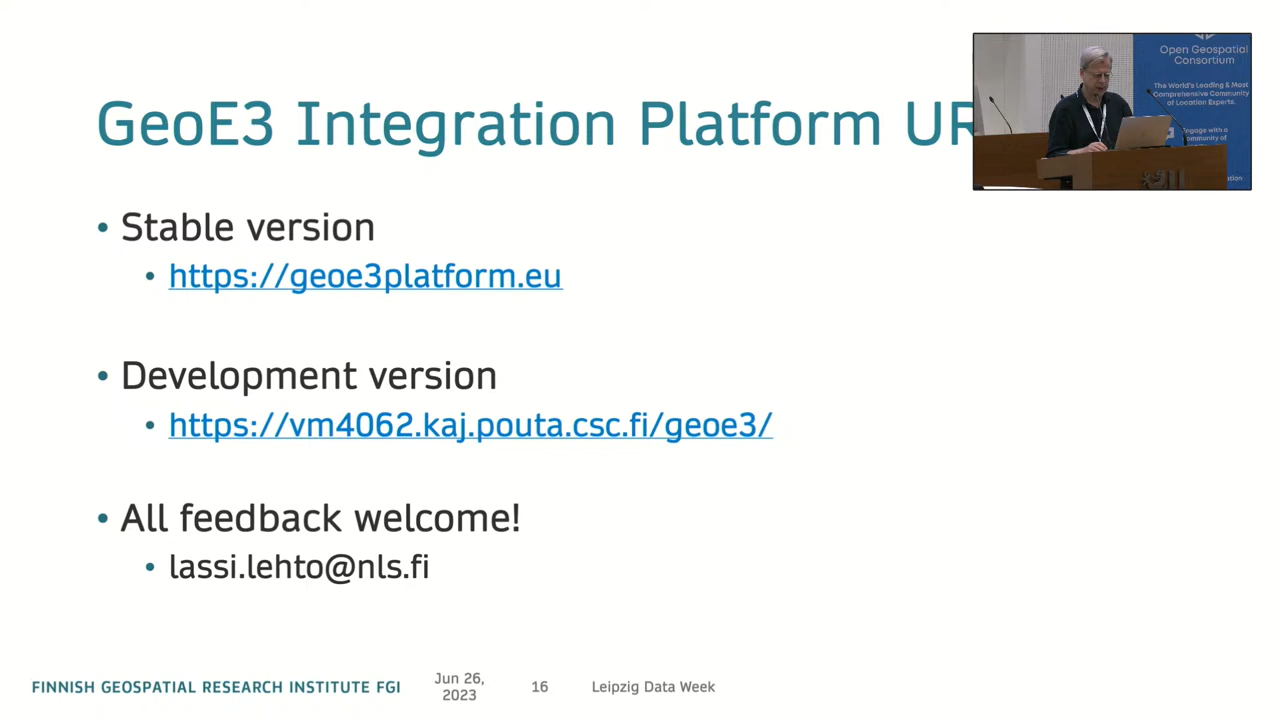 GeoE3 Integration Platform
• Stable version
• https://geoe3platform.eu
• Development version
• https://vm4062.kaj.pouta.csc.fi/geoe3/
• All feedback welcome!
• lassi.lehto@nls.fi
FINNISH GEOSPATIAL RESEARCH INSTITUTE FGI
Jun 26,
2023
16
Leipzig Data Week
Open Geospatial
Consortium
The World's Leading & Most
Comprehensive Community
of Location Experts.
Engage with a